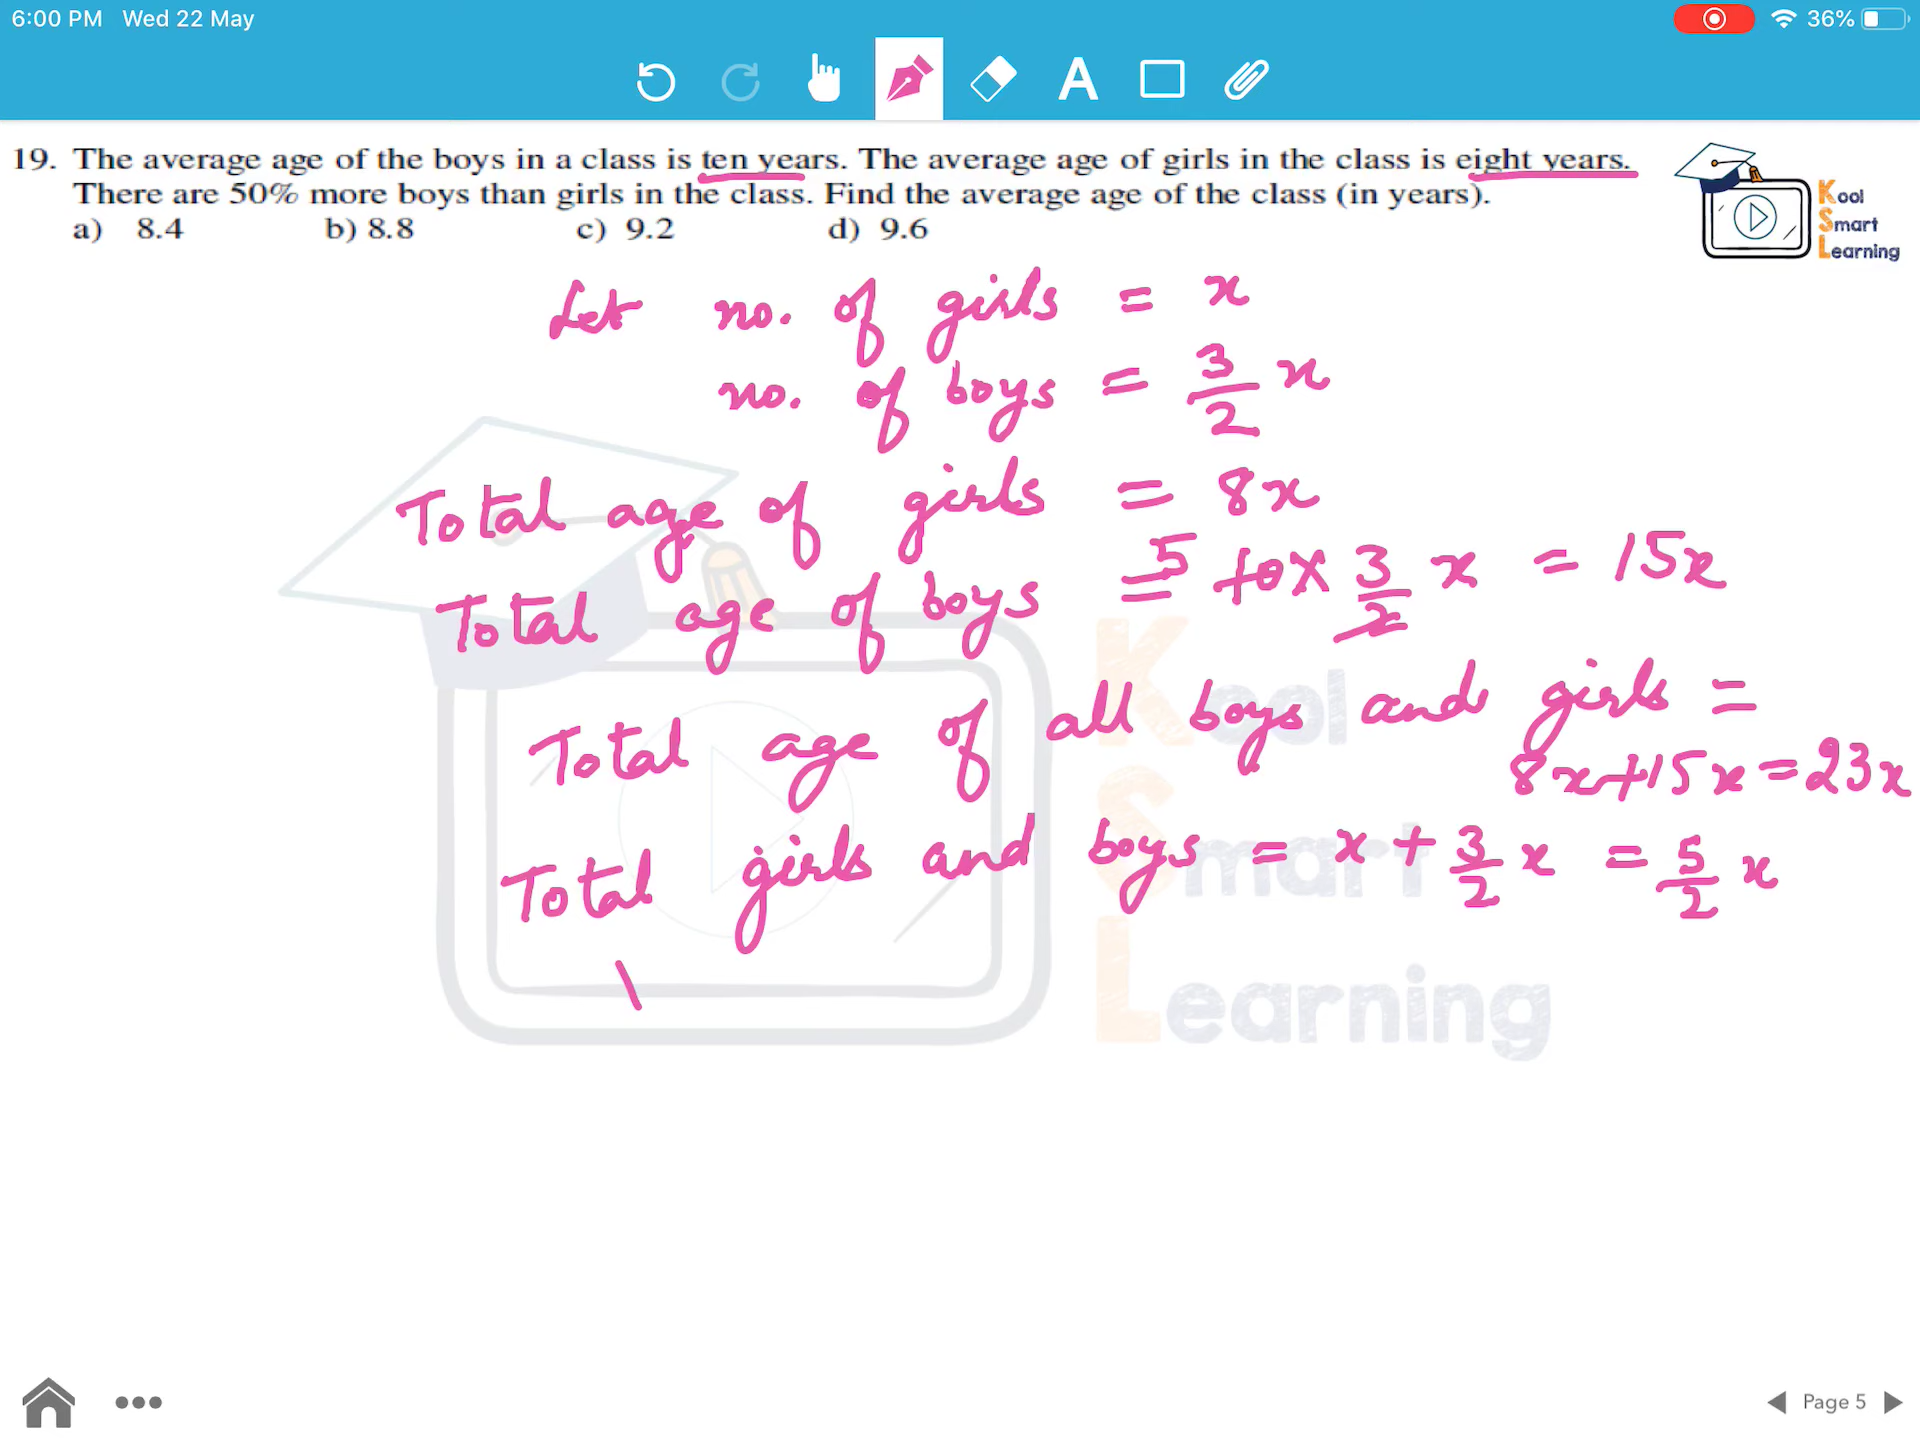 6:00 PM Wed 22 May
36%
A
19. The average age of the boys in a class is ten years. The average age of girls in the class is eight years.
There are 50% more boys than girls in the class. Find the average age of the class (in years).
a) 8.4 b) 8.8 c) 9.2 d) 9.6
Kool
Smart
Learning
Let no. of girls = x
no. of boys = 3/2 x
Total age of girls = 8x
Total age of boys = 5 10 × 3/2 x = 15x
Total age of all boys and girls =
8x+15x=23x
Total girls and boys = x + 3/2 x = 5/2 x
Kool
Smart
Learning
Page 5